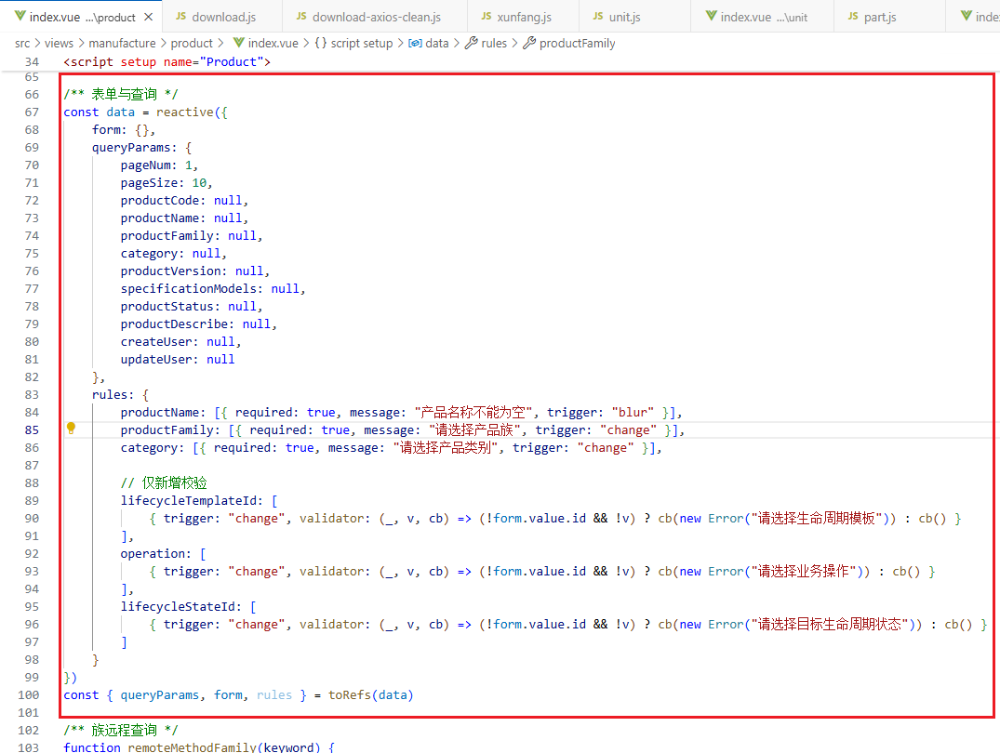 index.vue ...\product ×
JS download.js
JS download-axios-clean.js
JS xunfang.js
JS unit.js
index.vue ...\unit
JS part.js
inde
src > views > manufacture > product > index.vue > {} script setup > data > rules > productFamily
34 <script setup name="Product">
65
66 /** 表单与查询 */
67 const data = reactive({
68     form: {},
69     queryParams: {
70         pageNum: 1,
71         pageSize: 10,
72         productCode: null,
73         productName: null,
74         productFamily: null,
75         category: null,
76         productVersion: null,
77         specificationModels: null,
78         productStatus: null,
79         productDescribe: null,
80         createUser: null,
81         updateUser: null
82     },
83     rules: {
84         productName: [{ required: true, message: "产品名称不能为空", trigger: "blur" }],
85         productFamily: [{ required: true, message: "请选择产品族", trigger: "change" }],
86         category: [{ required: true, message: "请选择产品类别", trigger: "change" }],
87
88         // 仅新增校验
89         lifecycleTemplateId: [
90             { trigger: "change", validator: (_, v, cb) => (!form.value.id && !v) ? cb(new Error("请选择生命周期模板")) : cb() }
91         ],
92         operation: [
93             { trigger: "change", validator: (_, v, cb) => (!form.value.id && !v) ? cb(new Error("请选择业务操作")) : cb() }
94         ],
95         lifecycleStateId: [
96             { trigger: "change", validator: (_, v, cb) => (!form.value.id && !v) ? cb(new Error("请选择目标生命周期状态")) : cb() }
97         ]
98     }
99 })
100 const { queryParams, form, rules } = toRefs(data)
101
102 /** 族远程查询 */
103 function remoteMethodFamily(keyword) {